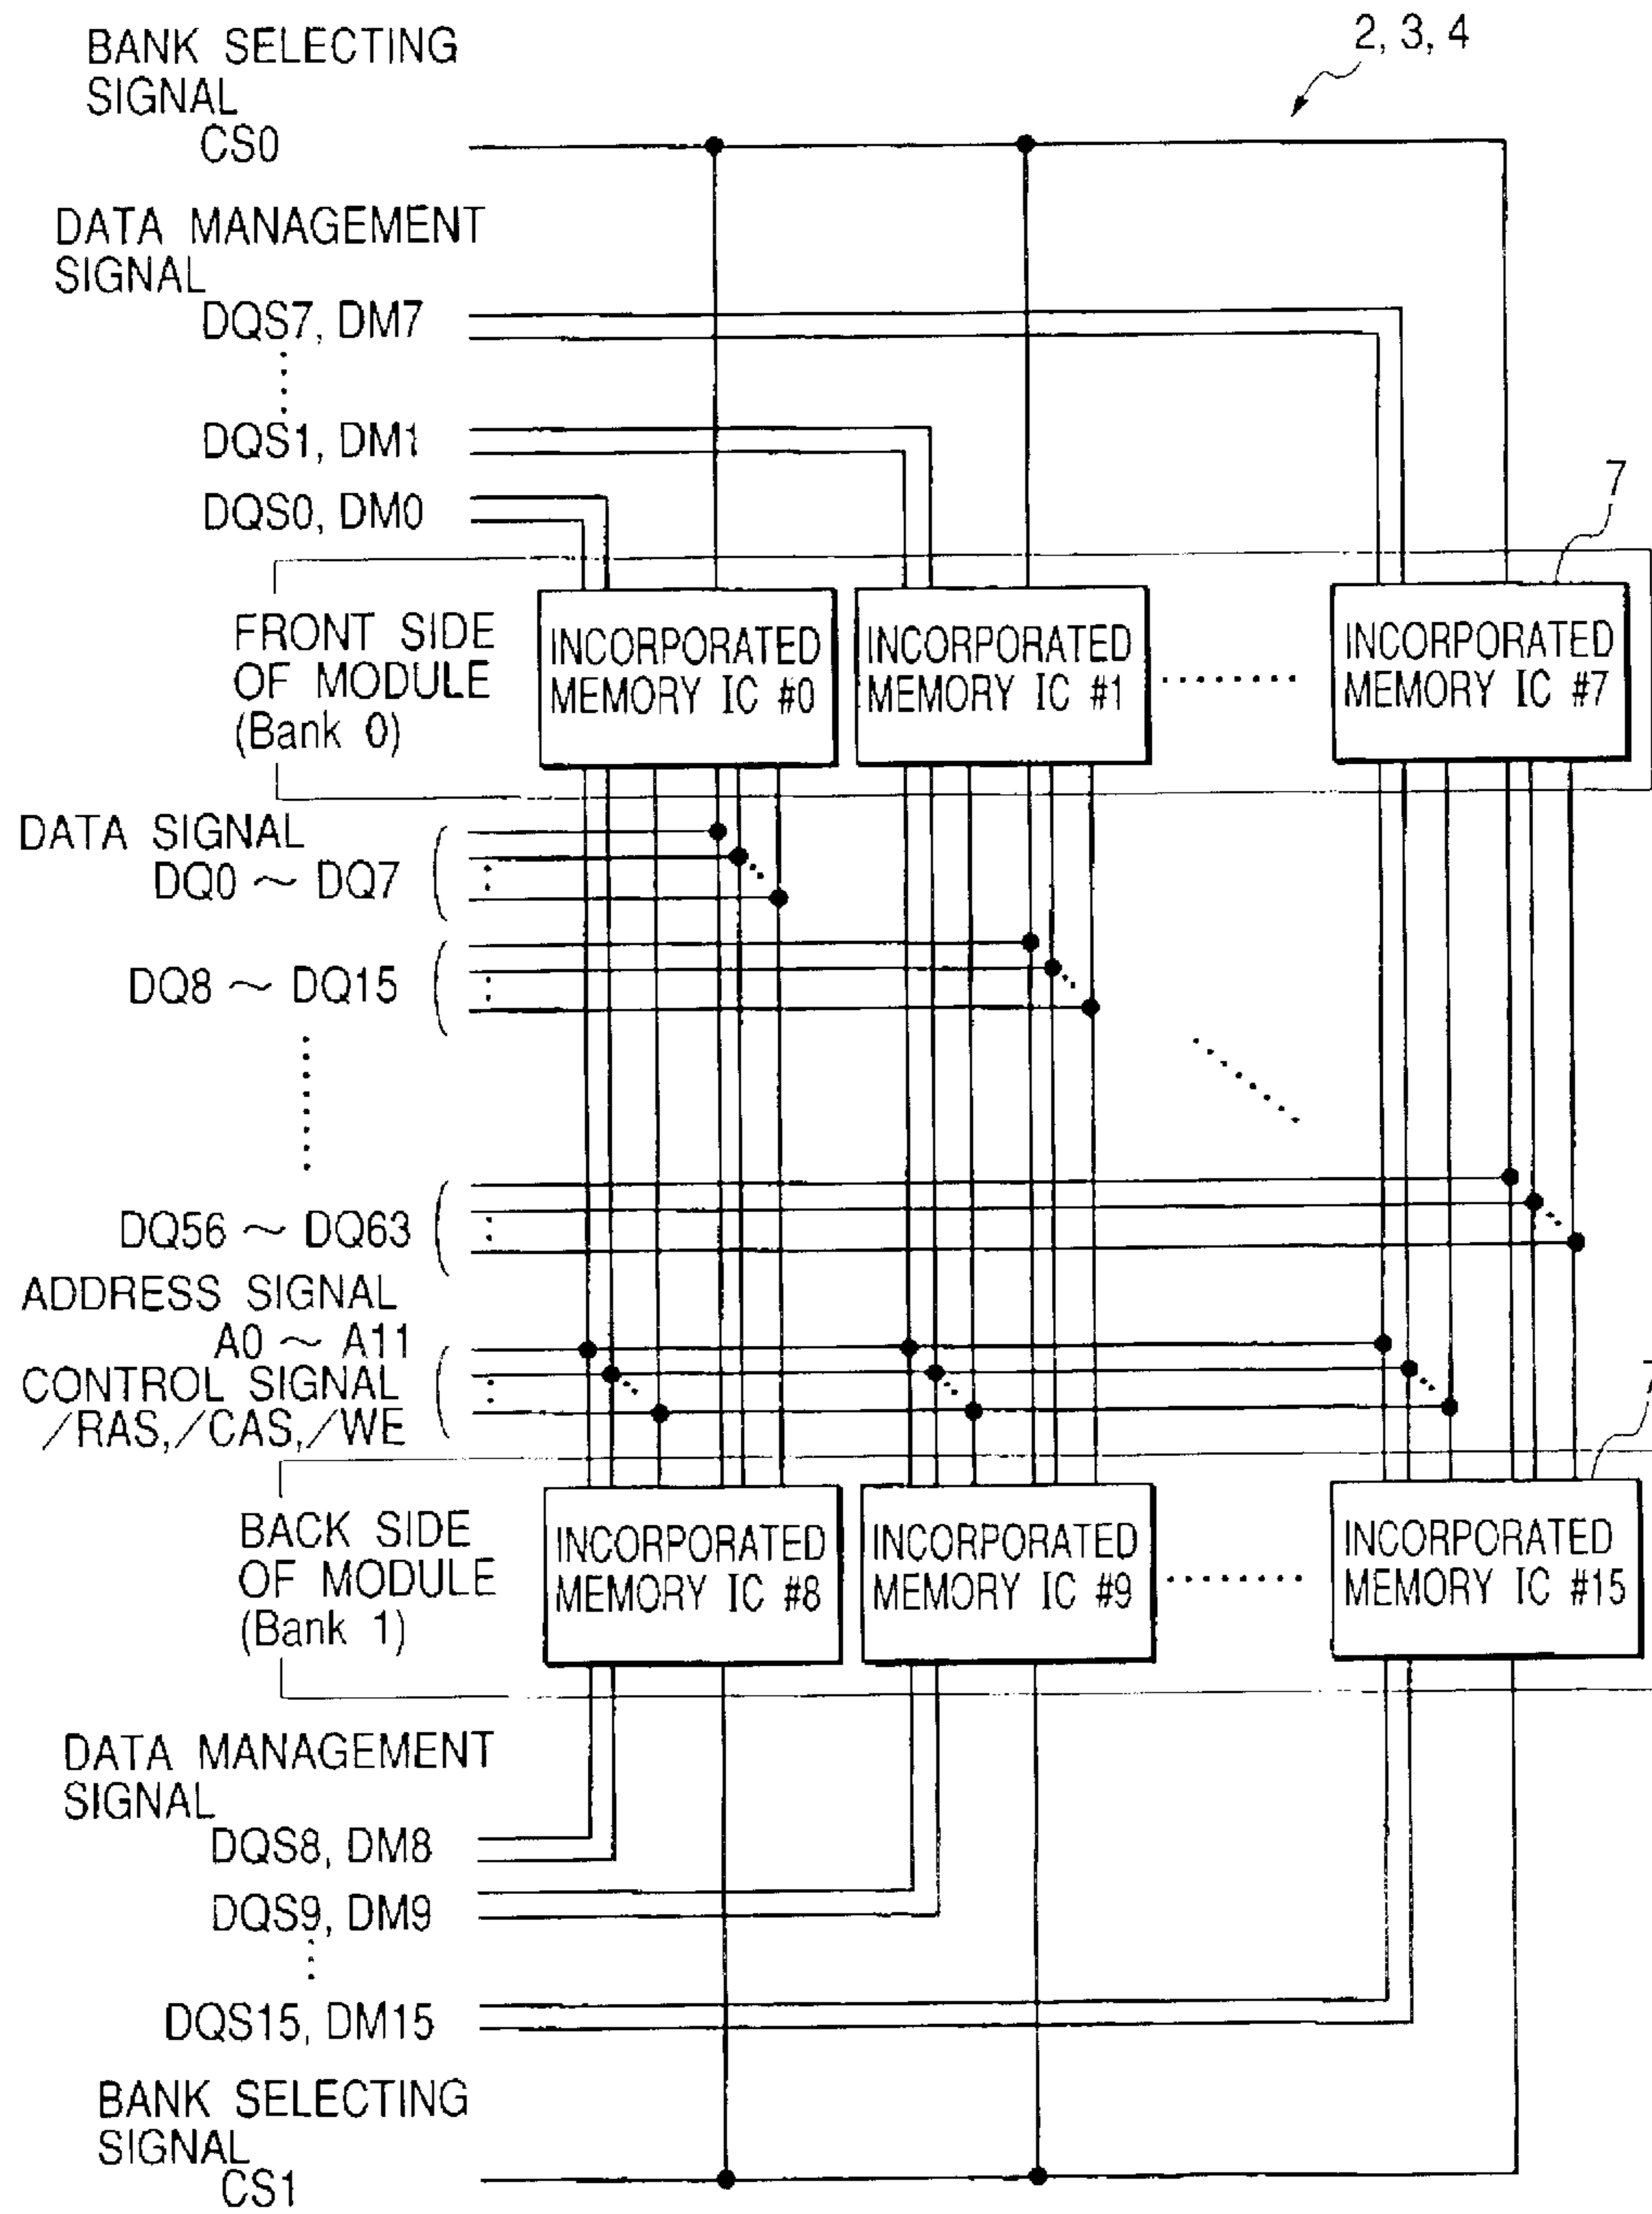 2, 3, 4
BANK SELECTING
SIGNAL
CS0
DATA MANAGEMENT
SIGNAL
DQS7, DM7
DQS1, DM1
DQS0, DM0
7
FRONT SIDE
OF MODULE
(Bank 0)
INCORPORATED
MEMORY IC #0
INCORPORATED
MEMORY IC #1
INCORPORATED
MEMORY IC #7
DATA SIGNAL
DQ0 ~ DQ7
DQ8 ~ DQ15
DQ56 ~ DQ63
ADDRESS SIGNAL
A0 ~ A11
CONTROL SIGNAL
/RAS,/CAS,/WE
7
BACK SIDE
OF MODULE
(Bank 1)
INCORPORATED
MEMORY IC #8
INCORPORATED
MEMORY IC #9
INCORPORATED
MEMORY IC #15
DATA MANAGEMENT
SIGNAL
DQS8, DM8
DQS9, DM9
DQS15, DM15
BANK SELECTING
SIGNAL
CS1